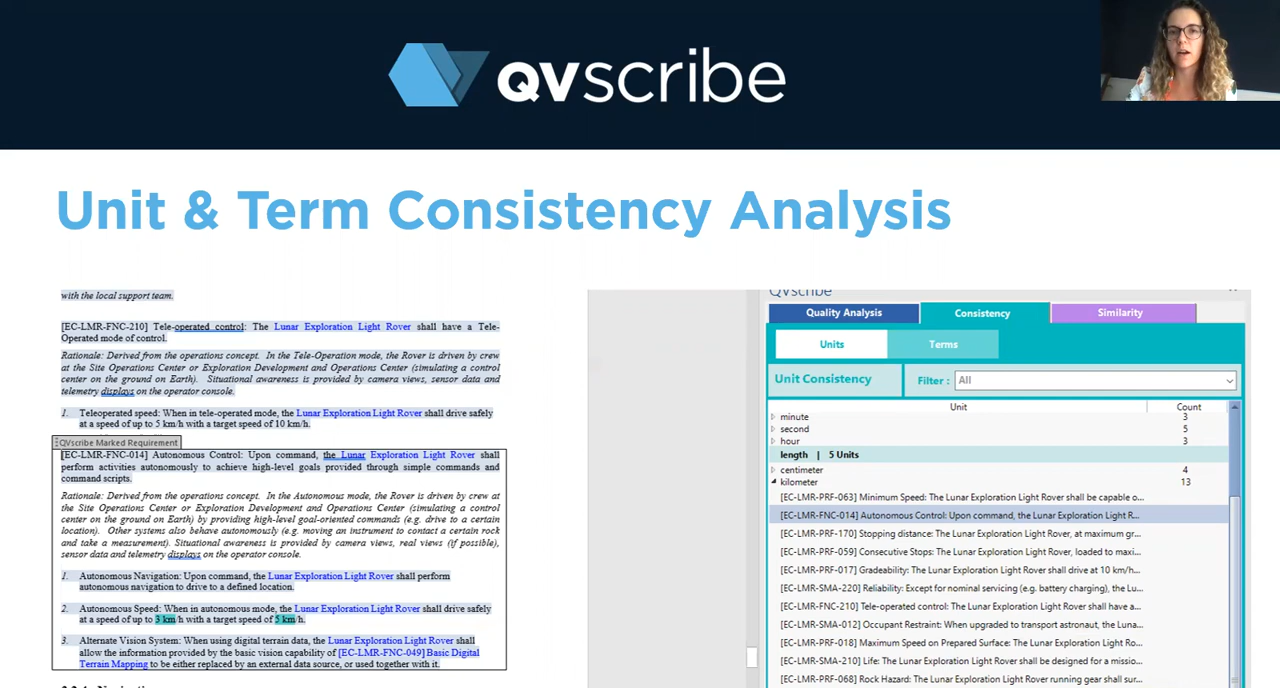 QVscribe
Unit & Term Consistency Analysis
with the local support team.
[EC-LMR-FNC-210] Tele-operated control: The Lunar Exploration Light Rover shall have a Tele-
Operated mode of control.
Rationale: Derived from the operations concept. In the Tele-Operation mode, the Rover is driven by crew
at the Site Operations Center or Exploration Development and Operations Center (simulating a control
center on the ground on Earth). Situational awareness is provided by camera views, sensor data and
telemetry displays on the operator console.
1. Teleoperated speed: When in tele-operated mode, the Lunar Exploration Light Rover shall drive safely
at a speed of up to 5 km/h with a target speed of 10 km/h.
QVscribe Marked Requirement
[EC-LMR-FNC-014] Autonomous Control: Upon command, the Lunar Exploration Light Rover shall
perform activities autonomously to achieve high-level goals provided through simple commands and
command scripts.
Rationale: Derived from the operations concept. In the Autonomous mode, the Rover is driven by crew at
the Site Operations Center or Exploration Development and Operations Center (simulating a control
center on the ground on Earth) by providing high-level goal-oriented commands (e.g. drive to a certain
location). Other systems also behave autonomously (e.g. moving an instrument to contact a certain rock
and take a measurement). Situational awareness is provided by camera views, real views (if possible),
sensor data and telemetry displays on the operator console.
1. Autonomous Navigation: Upon command, the Lunar Exploration Light Rover shall perform
autonomous navigation to drive to a defined location.
2. Autonomous Speed: When in autonomous mode, the Lunar Exploration Light Rover shall drive safely
at a speed of up to 3 km/h with a target speed of 5 km/h.
3. Alternate Vision System: When using digital terrain data, the Lunar Exploration Light Rover shall
allow the information provided by the basic vision capability of [EC-LMR-FNC-049] Basic Digital
Terrain Mapping to be either replaced by an external data source, or used together with it.
QVscribe
Quality Analysis Consistency Similarity
Units Terms
Unit Consistency Filter : All
Unit Count
minute 3
second 5
hour 3
length | 5 Units
centimeter 4
kilometer 13
[EC-LMR-PRF-063] Minimum Speed: The Lunar Exploration Light Rover shall be capable o...
[EC-LMR-FNC-014] Autonomous Control: Upon command, the Lunar Exploration Light R...
[EC-LMR-PRF-170] Stopping distance: The Lunar Exploration Light Rover, at maximum gr...
[EC-LMR-PRF-059] Consecutive Stops: The Lunar Exploration Light Rover, loaded to maxi...
[EC-LMR-PRF-017] Gradeability: The Lunar Exploration Light Rover shall drive at 10 km/h...
[EC-LMR-SMA-220] Reliability: Except for nominal servicing (e.g. battery charging), the Lu...
[EC-LMR-FNC-210] Tele-operated control: The Lunar Exploration Light Rover shall have a...
[EC-LMR-SMA-012] Occupant Restraint: When upgraded to transport astronaut, the Luna...
[EC-LMR-PRF-018] Maximum Speed on Prepared Surface: The Lunar Exploration Light Ro...
[EC-LMR-SMA-210] Life: The Lunar Exploration Light Rover shall be designed for a missio...
[EC-LMR-PRF-068] Rock Hazard: The Lunar Exploration Light Rover running gear shall sur...